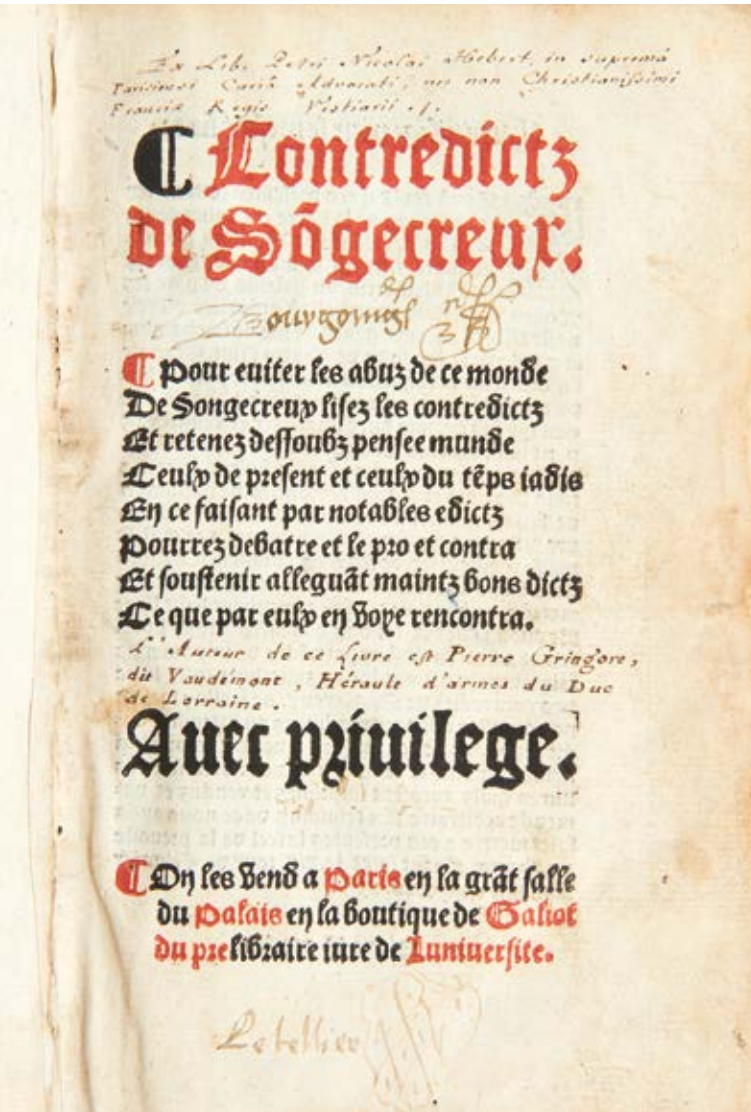 Ex Lib. Petri Nicolai Hebert, in supremâ
Parisiensi Curiâ Advocati, nec non Christianissimi
Franciæ Regis Vestiarii ./.
¶ Contredictz
de Sõgecreux.
¶ Pour euiter les abuz de ce monde
De Songecreux lisez les contredictz
Et retenez dessoubz pensee munde
Ceulx de present et ceulx du tẽps iadis
En ce faisant par notables edictz
Pourrez debatre et le pro et contra
Et soustenir alleguãt maintz bons dictz
Ce que par eulx en voye rencontra.
L'Auteur de ce livre est Pierre Gringore,
dit Vaudémont, Héraule d'armes du Duc
de Lorraine.
Auec priuilege.
¶ On les vend a Paris en la grãt salle
du Palais en la boutique de Galiot
du pre libraire iure de Luniuersite.
Letellier